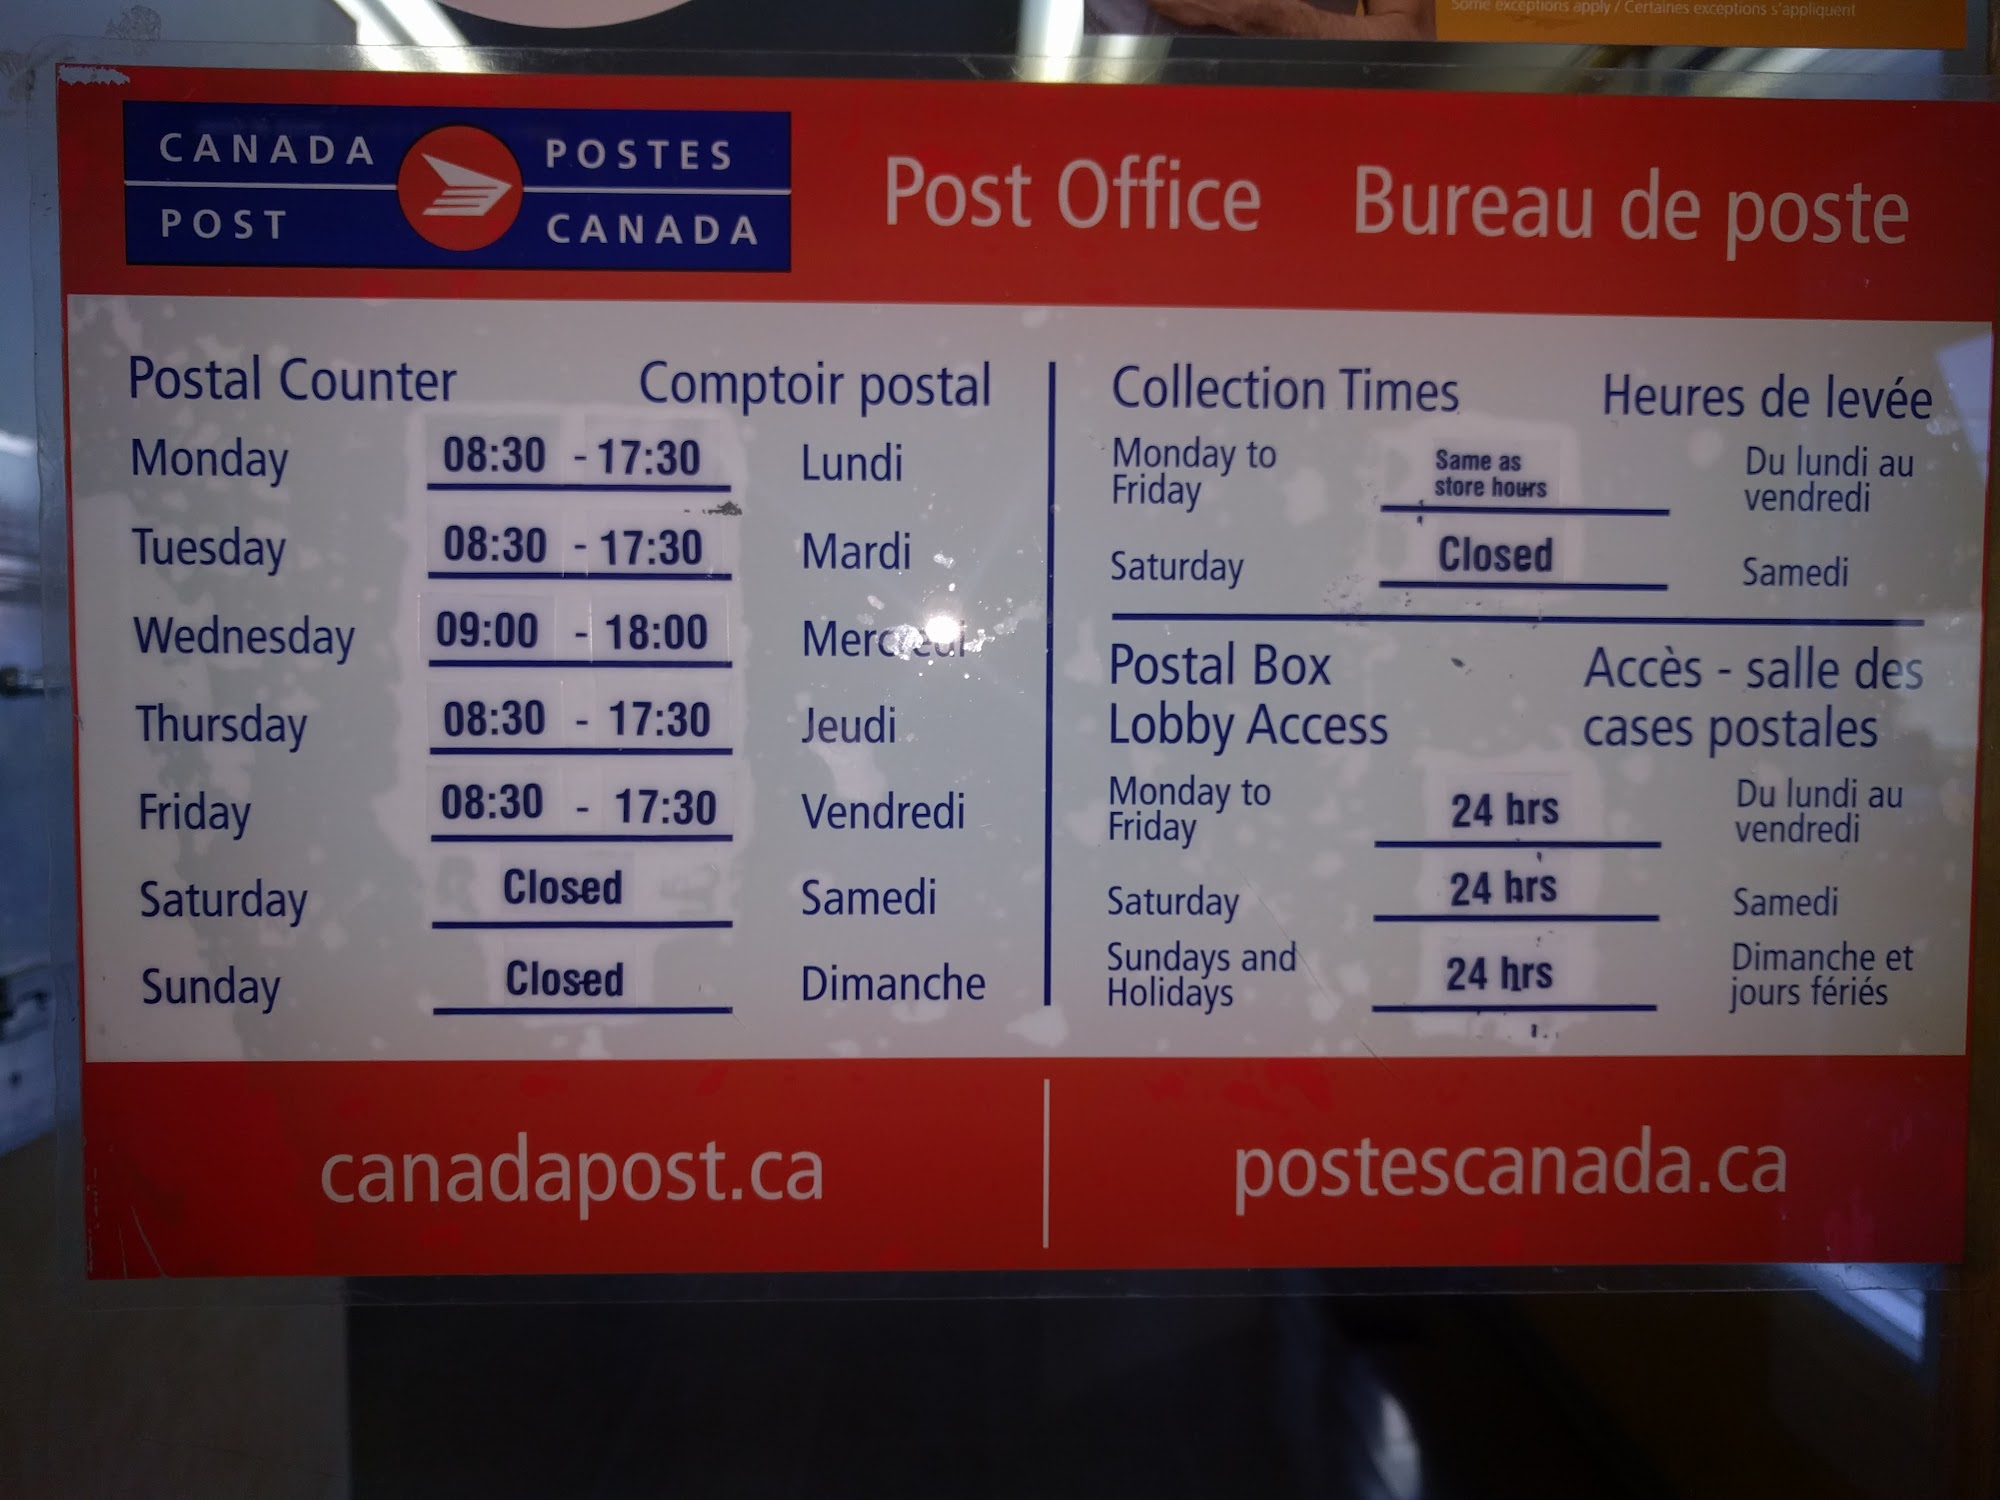 Some exceptions apply / Certaines exceptions s'appliquent
CANADA POSTES
POST CANADA
Post Office Bureau de poste
Postal Counter Comptoir postal
Monday 08:30 - 17:30 Lundi
Tuesday 08:30 - 17:30 Mardi
Wednesday 09:00 - 18:00 Mercredi
Thursday 08:30 - 17:30 Jeudi
Friday 08:30 - 17:30 Vendredi
Saturday Closed Samedi
Sunday Closed Dimanche
Collection Times Heures de levée
Monday to Same as Du lundi au
Friday store hours vendredi
Saturday Closed Samedi
Postal Box Accès - salle des
Lobby Access cases postales
Monday to Du lundi au
Friday 24 hrs vendredi
Saturday 24 hrs Samedi
Sundays and Dimanche et
Holidays 24 hrs jours fériés
canadapost.ca postescanada.ca